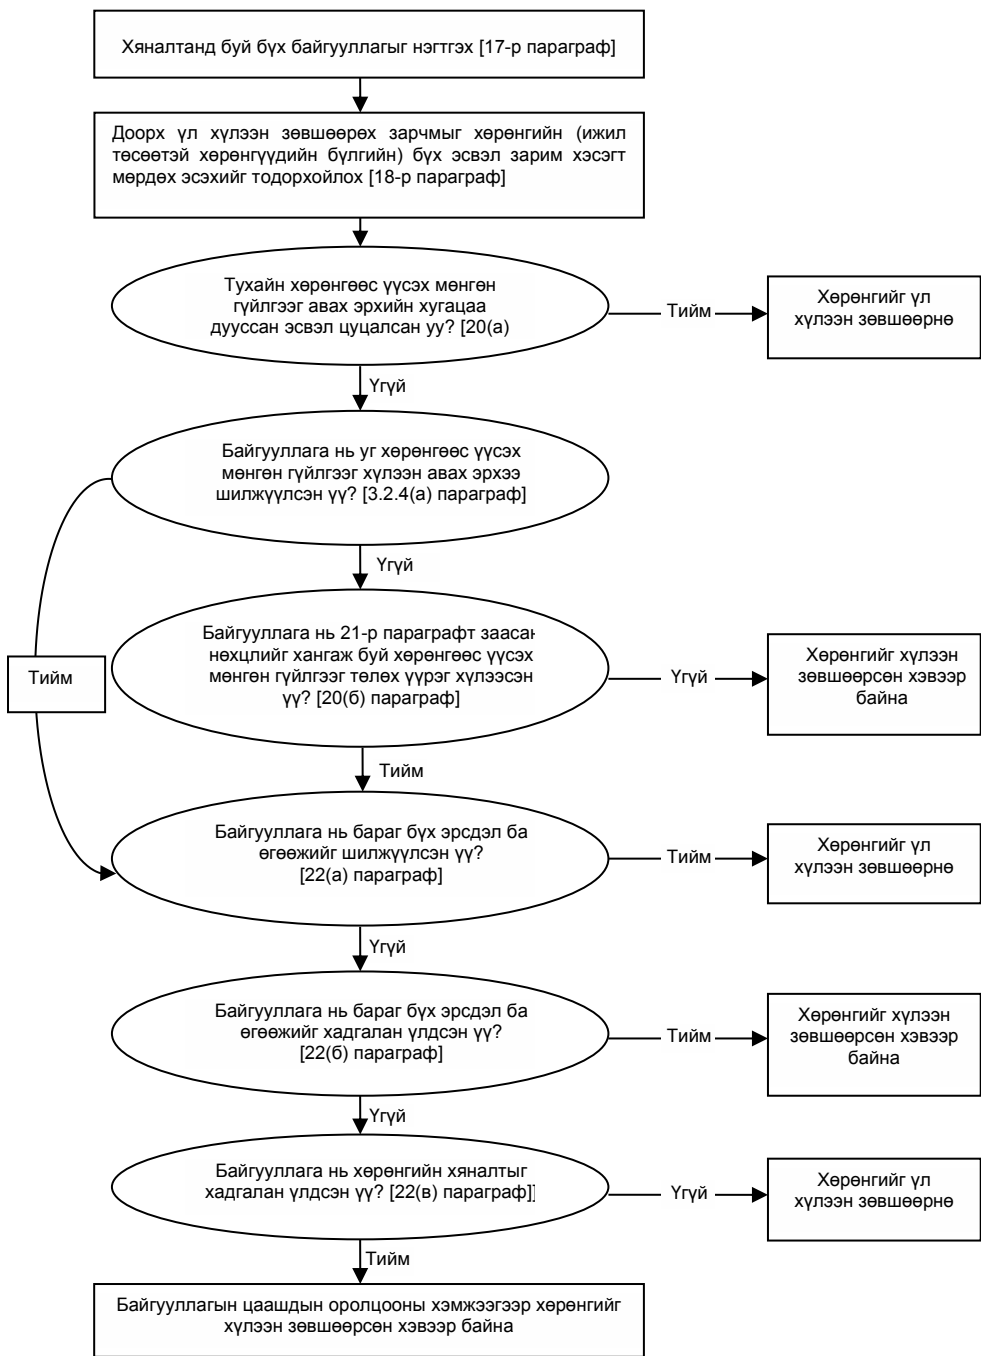 Хяналтанд буй бүх байгууллагыг нэгтгэх [17-р параграф]
Доорх үл хүлээн зөвшөөрөх зарчмыг хөрөнгийн (ижил
төсөөтэй хөрөнгүүдийн бүлгийн) бүх эсвэл зарим хэсэгт
мөрдөх эсэхийг тодорхойлох [18-р параграф]
Тухайн хөрөнгөөс үүсэх мөнгөн
гүйлгээг авах эрхийн хугацаа
дууссан эсвэл цуцалсан уу? [20(а)
Тийм
Хөрөнгийг үл
хүлээн зөвшөөрнө
Үгүй
Байгууллага нь уг хөрөнгөөс үүсэх
мөнгөн гүйлгээг хүлээн авах эрхээ
шилжүүлсэн үү? [3.2.4(а) параграф]
Үгүй
Тийм
Байгууллага нь 21-р параграфт заасан
нөхцлийг хангаж буй хөрөнгөөс үүсэх
мөнгөн гүйлгээг төлөх үүрэг хүлээсэн
үү? [20(б) параграф]
Үгүй
Хөрөнгийг хүлээн
зөвшөөрсөн хэвээр
байна
Тийм
Байгууллага нь бараг бүх эрсдэл ба
өгөөжийг шилжүүлсэн үү?
[22(а) параграф]
Тийм
Хөрөнгийг үл
хүлээн зөвшөөрнө
Үгүй
Байгууллага нь бараг бүх эрсдэл ба
өгөөжийг хадгалан үлдсэн үү?
[22(б) параграф]
Тийм
Хөрөнгийг хүлээн
зөвшөөрсөн хэвээр
байна
Үгүй
Байгууллага нь хөрөнгийн хяналтыг
хадгалан үлдсэн үү? [22(в) параграф]]
Үгүй
Хөрөнгийг үл
хүлээн зөвшөөрнө
Тийм
Байгууллагын цаашдын оролцооны хэмжээгээр хөрөнгийг
хүлээн зөвшөөрсөн хэвээр байна